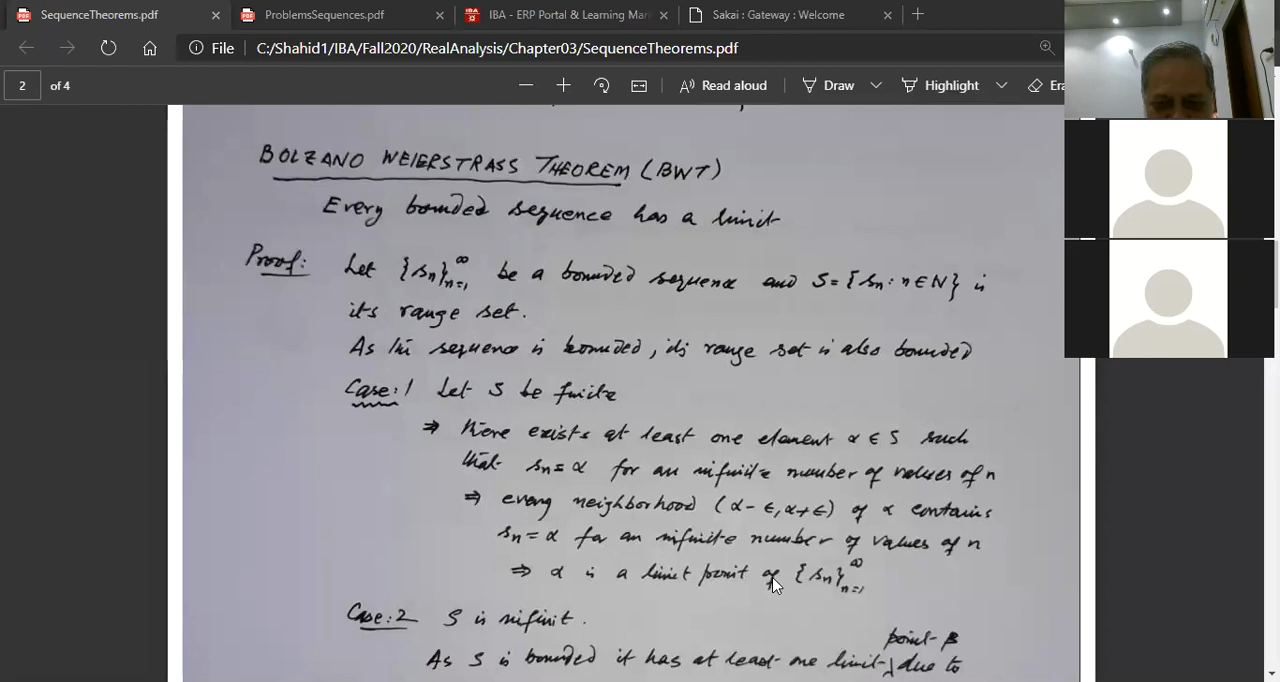 SequenceTheorems.pdf
ProblemsSequences.pdf
IBA - ERP Portal & Learning Man
Sakai : Gateway : Welcome
File
C:/Shahid1/IBA/Fall2020/RealAnalysis/Chapter03/SequenceTheorems.pdf
2 of 4
Read aloud
Draw
Highlight
Era
BOLZANO WEIERSTRASS THEOREM (BWT)
Every bounded sequence has a limit
Proof: Let {sₙ}ₙ₌₁^∞ be a bounded sequence and S = {sₙ : n ∈ N} is
its range set.
As the sequence is bounded, its range set is also bounded
Case:1 Let S be finite
⇒ there exists at least one element α ∈ S such
that sₙ = α for an infinite number of values of n
⇒ every neighborhood (α - ϵ, α + ϵ) of α contains
sₙ = α for an infinite number of values of n
⇒ α is a limit point of {sₙ}ₙ₌₁^∞
Case:2 S is infinit.
point β
As S is bounded it has at least one limit, due to